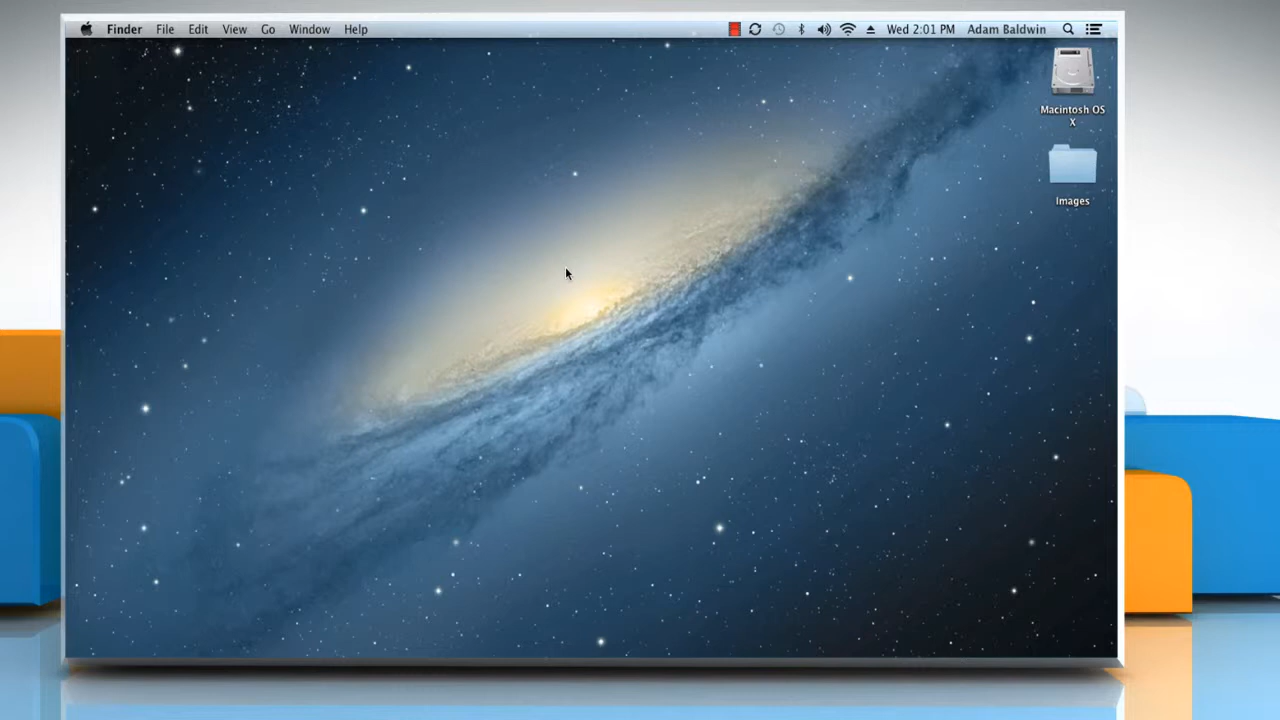 Finder File Edit View Go Window Help Wed 2:01 PM Adam Baldwin
Macintosh OS
X
Images